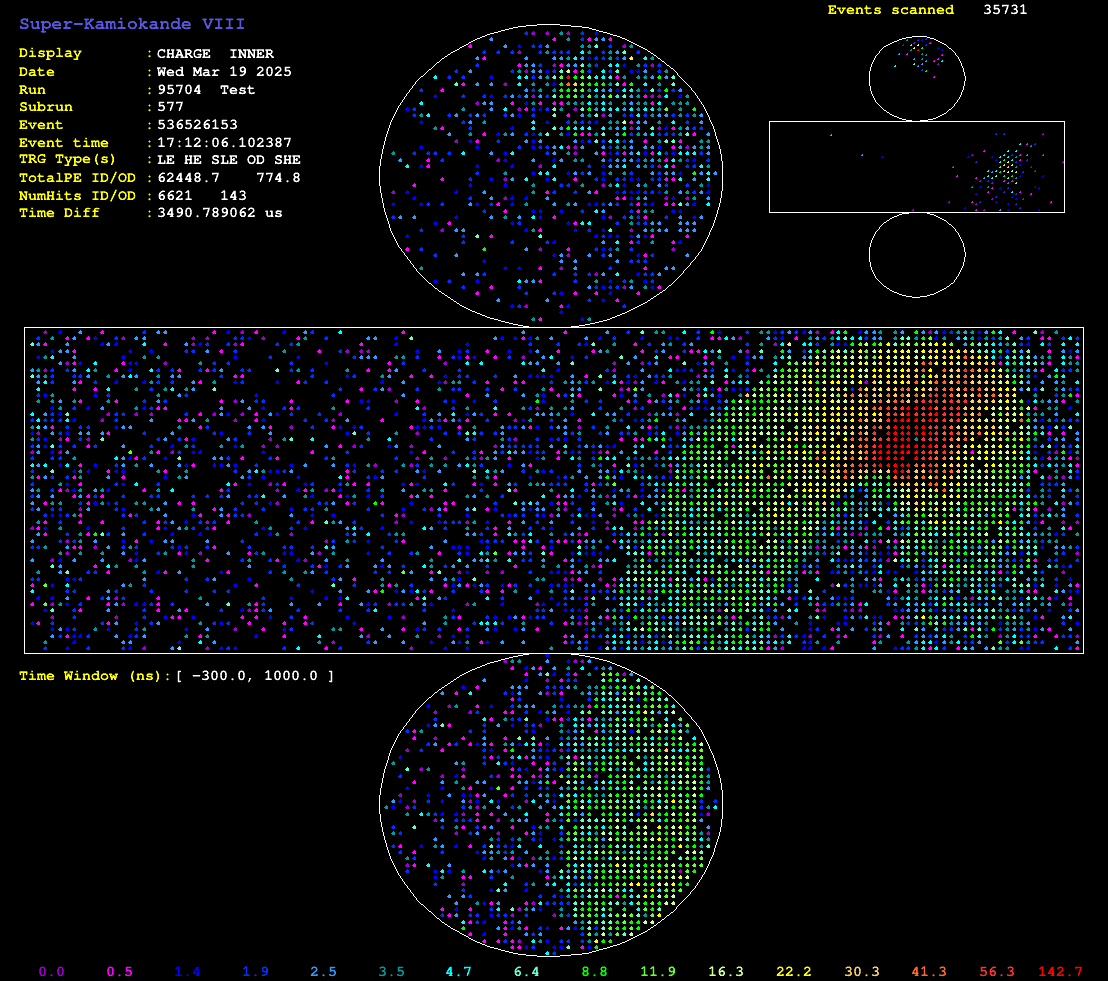 Super-Kamiokande VIII
Events scanned 35731
Display : CHARGE INNER
Date : Wed Mar 19 2025
Run : 95704 Test
Subrun : 577
Event : 536526153
Event time : 17:12:06.102387
TRG Type(s) : LE HE SLE OD SHE
TotalPE ID/OD : 62448.7 774.8
NumHits ID/OD : 6621 143
Time Diff : 3490.789062 us
Time Window (ns): [ -300.0, 1000.0 ]
0.0 0.5 1.4 1.9 2.5 3.5 4.7 6.4 8.8 11.9 16.3 22.2 30.3 41.3 56.3 142.7